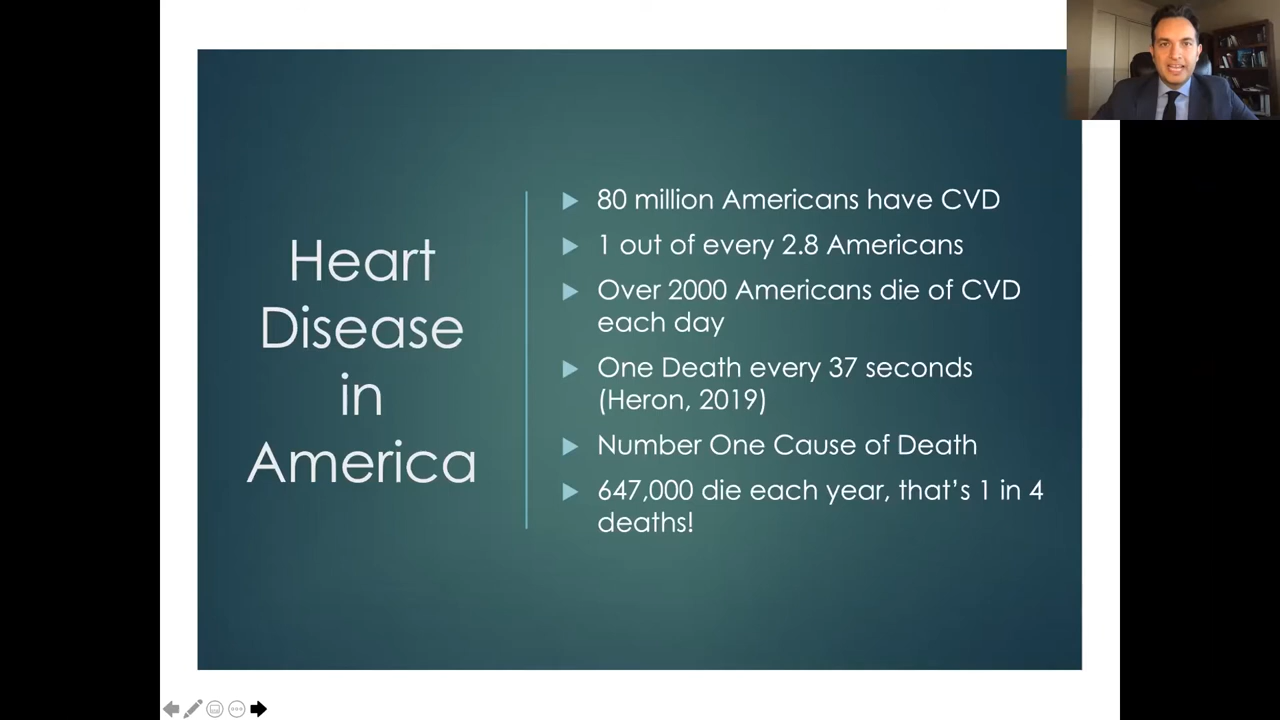 Heart
Disease
in
America
80 million Americans have CVD
1 out of every 2.8 Americans
Over 2000 Americans die of CVD
each day
One Death every 37 seconds
(Heron, 2019)
Number One Cause of Death
647,000 die each year, that's 1 in 4
deaths!